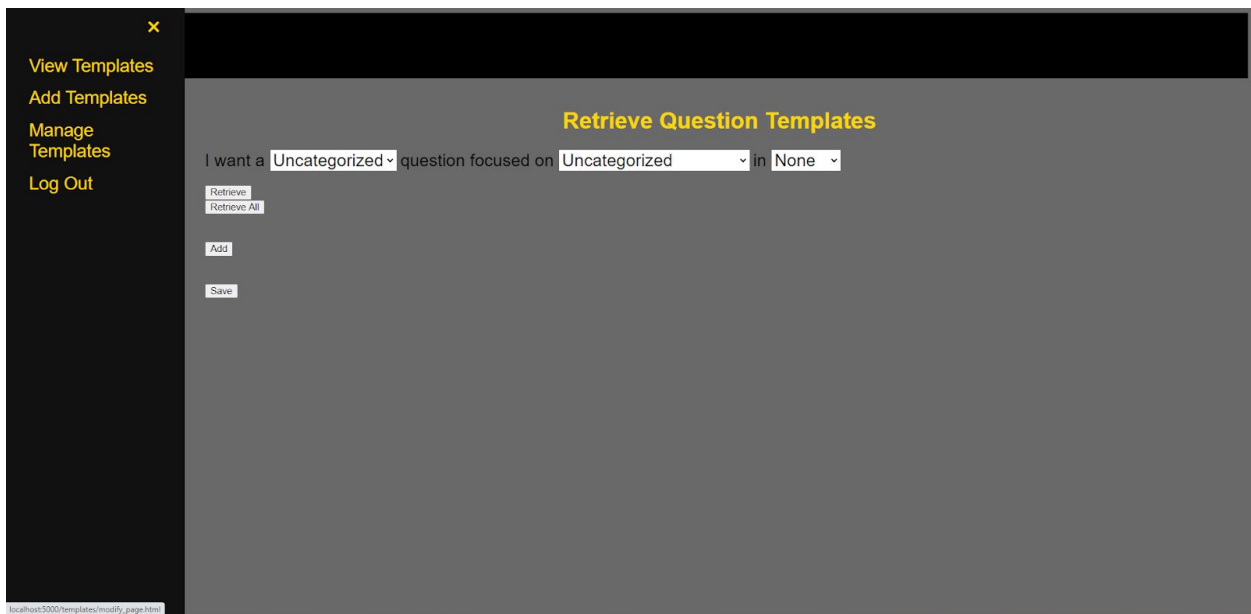 ×
View Templates
Add Templates
Manage
Templates
Log Out
Retrieve Question Templates
I want a Uncategorized question focused on Uncategorized in None
Retrieve
Retrieve All
Add
Save
localhost:5000/templates/modify_page.html